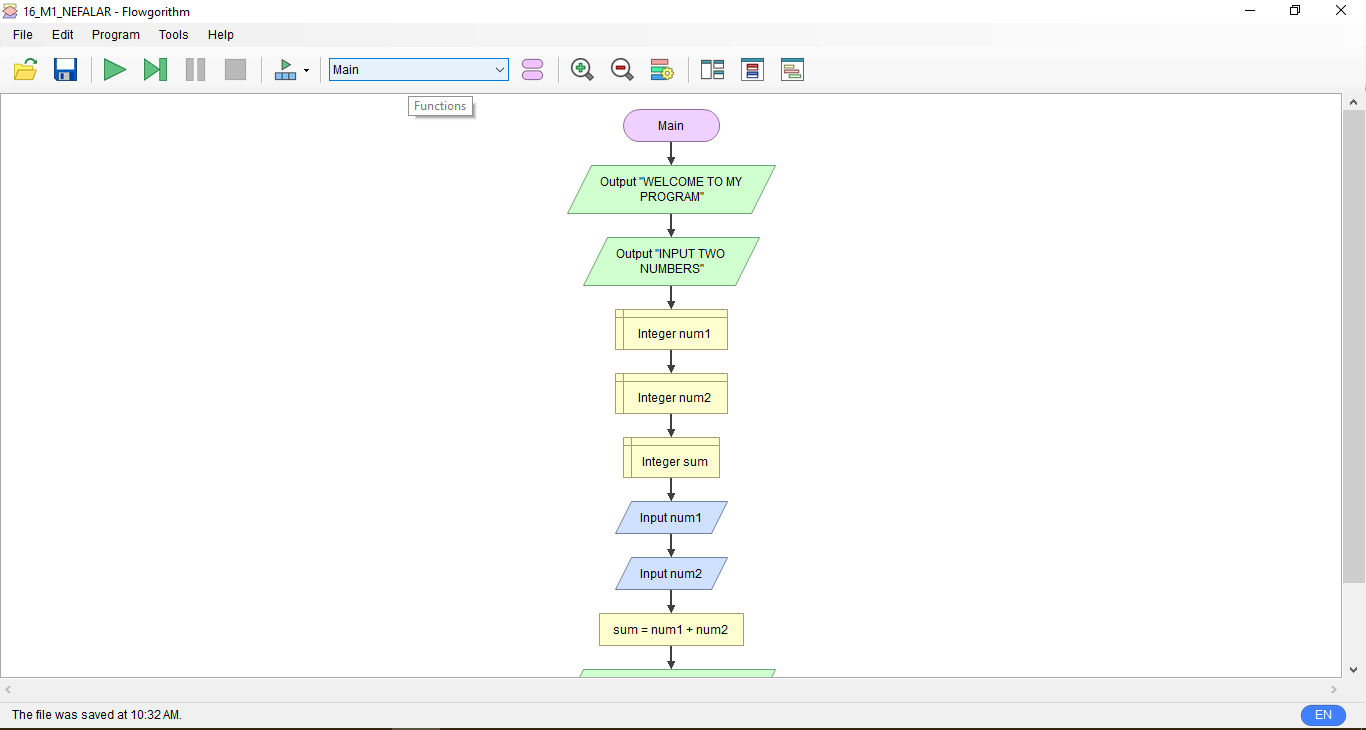 16_M1_NEFALAR - Flowgorithm
File Edit Program Tools Help
Main
Functions
Main
Output "WELCOME TO MY
PROGRAM"
Output "INPUT TWO
NUMBERS"
Integer num1
Integer num2
Integer sum
Input num1
Input num2
sum = num1 + num2
The file was saved at 10:32 AM.
EN